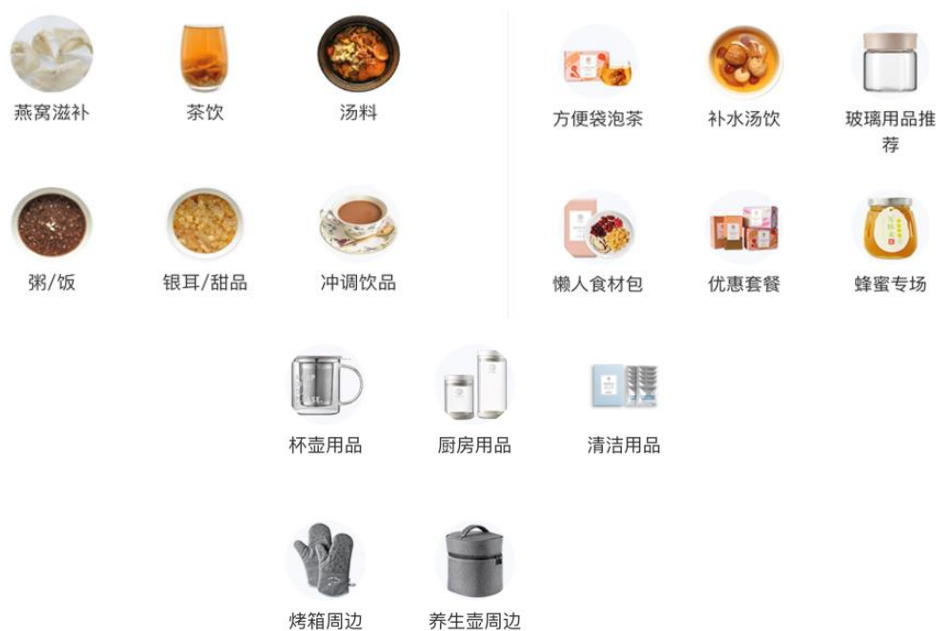 燕窝滋补
茶饮
汤料
粥/饭
银耳/甜品
冲调饮品
方便袋泡茶
补水汤饮
玻璃用品推
荐
懒人食材包
优惠套餐
蜂蜜专场
杯壶用品
厨房用品
清洁用品
烤箱周边
养生壶周边